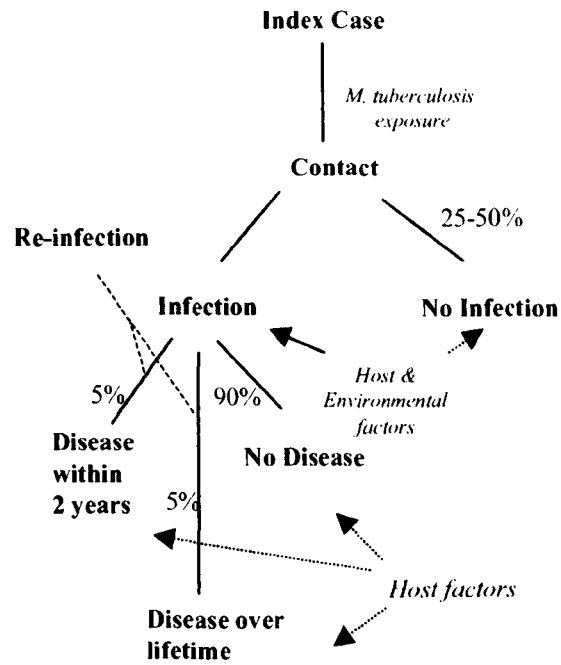 Index Case
M. tuberculosis
exposure
Contact
25-50%
Re-infection
Infection
No Infection
Host &
Environmental
factors
5%
90%
Disease
within
2 years
No Disease
5%
Host factors
Disease over
lifetime